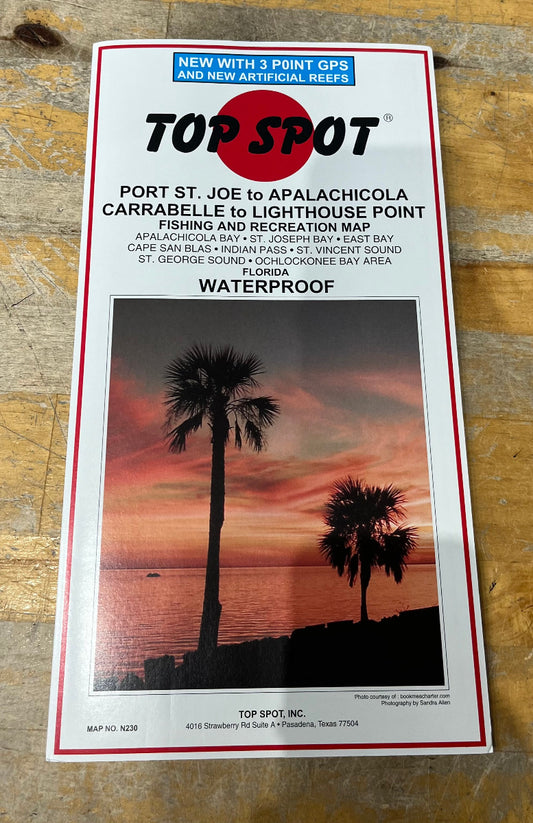 NEW WITH 3 P0INT GPS
AND NEW ARTIFICIAL REEFS
TOP SPOT®
PORT ST. JOE to APALACHICOLA
CARRABELLE to LIGHTHOUSE POINT
FISHING AND RECREATION MAP
APALACHICOLA BAY • ST. JOSEPH BAY • EAST BAY
CAPE SAN BLAS • INDIAN PASS • ST. VINCENT SOUND
ST. GEORGE SOUND • OCHLOCKONEE BAY AREA
FLORIDA
WATERPROOF
Photo courtesy of : bookmeacharter.com
Photography by Sandra Allen
TOP SPOT, INC.
4016 Strawberry Rd Suite A • Pasadena, Texas 77504
MAP NO. N230